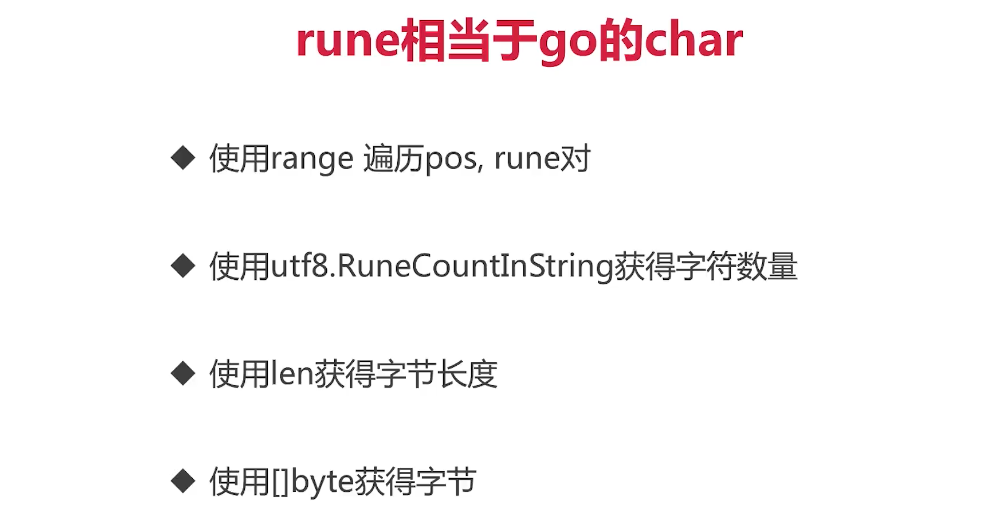 rune相当于go的char
◆ 使用range 遍历pos, rune对
◆ 使用utf8.RuneCountInString获得字符数量
◆ 使用len获得字节长度
◆ 使用[]byte获得字节